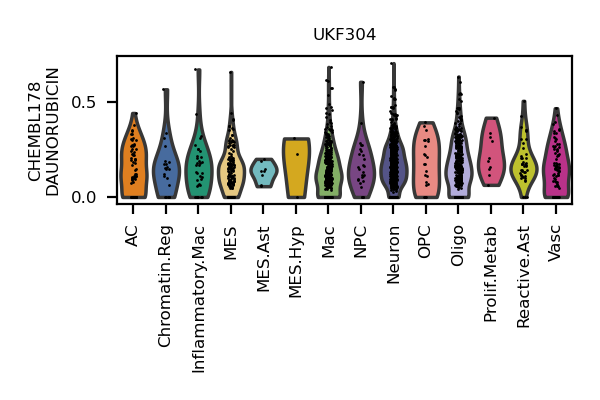 UKF304
CHEMBL178
DAUNORUBICIN
0.5
0.0
AC
Chromatin.Reg
Inflammatory.Mac
MES
MES.Ast
MES.Hyp
Mac
NPC
Neuron
OPC
Oligo
Prolif.Metab
Reactive.Ast
Vasc